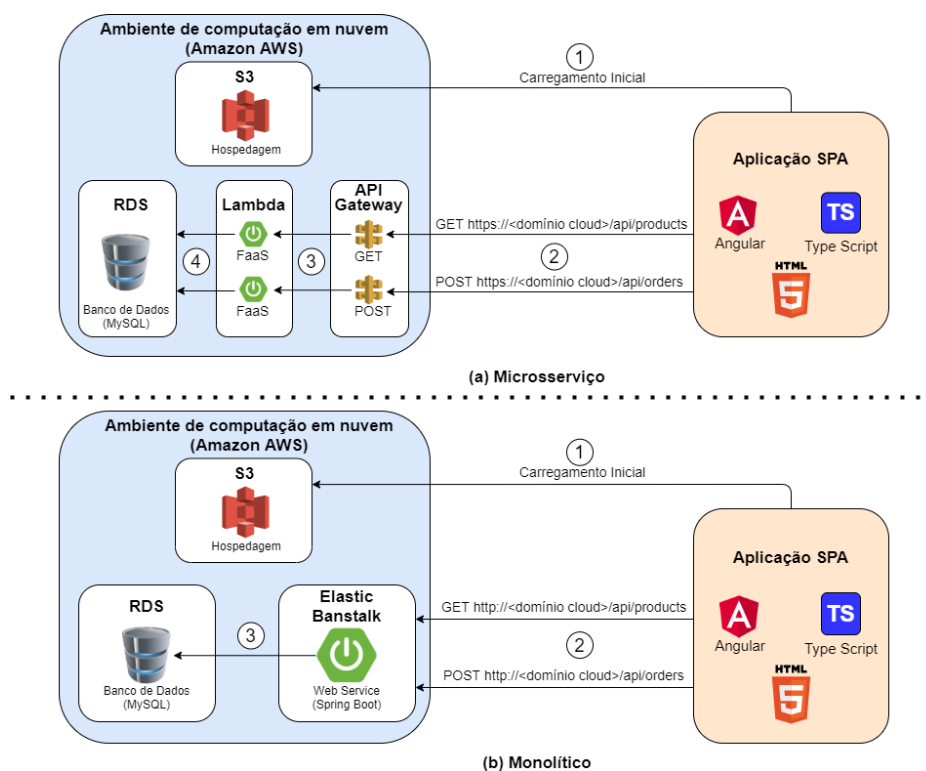 Ambiente de computação em nuvem
(Amazon AWS)
S3
Hospedagem
1
Carregamento Inicial
Aplicação SPA
Angular
TS
Type Script
HTML
5
RDS
Banco de Dados
(MySQL)
4
Lambda
FaaS
FaaS
3
API
Gateway
GET
POST
GET https://<domínio cloud>/api/products
2
POST https://<domínio cloud>/api/orders
(a) Microsserviço
Ambiente de computação em nuvem
(Amazon AWS)
S3
Hospedagem
1
Carregamento Inicial
Aplicação SPA
Angular
TS
Type Script
HTML
5
RDS
Banco de Dados
(MySQL)
3
Elastic
Banstalk
Web Service
(Spring Boot)
GET http://<domínio cloud>/api/products
2
POST http://<domínio cloud>/api/orders
(b) Monolítico